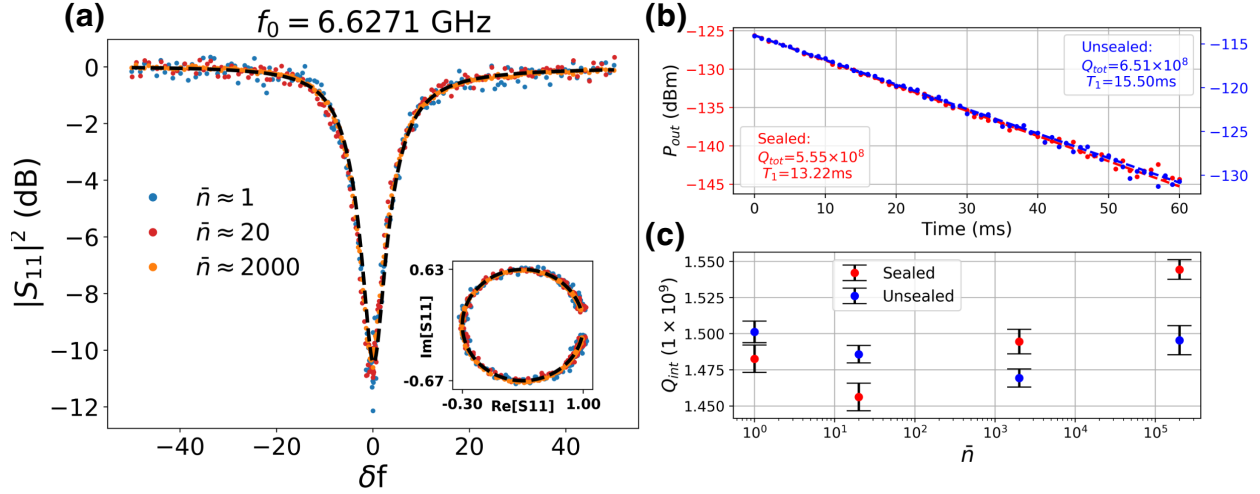 (a)
f₀ = 6.6271 GHz
|S₁₁|² (dB)
0
−2
−4
−6
−8
−10
−12
n̄ ≈ 1
n̄ ≈ 20
n̄ ≈ 2000
−40
−20
0
20
40
δf
Im[S11]
0.63
-0.67
-0.30
Re[S11]
1.00
(b)
P_out (dBm)
−125
−130
−135
−140
−145
Unsealed:
Q_tot=6.51×10⁸
T₁=15.50ms
Sealed:
Q_tot=5.55×10⁸
T₁=13.22ms
−115
−120
−125
−130
0
10
20
30
40
50
60
Time (ms)
(c)
Q_int (1 × 10⁹)
1.550
1.525
1.500
1.475
1.450
Sealed
Unsealed
10⁰
10¹
10²
10³
10⁴
10⁵
n̄